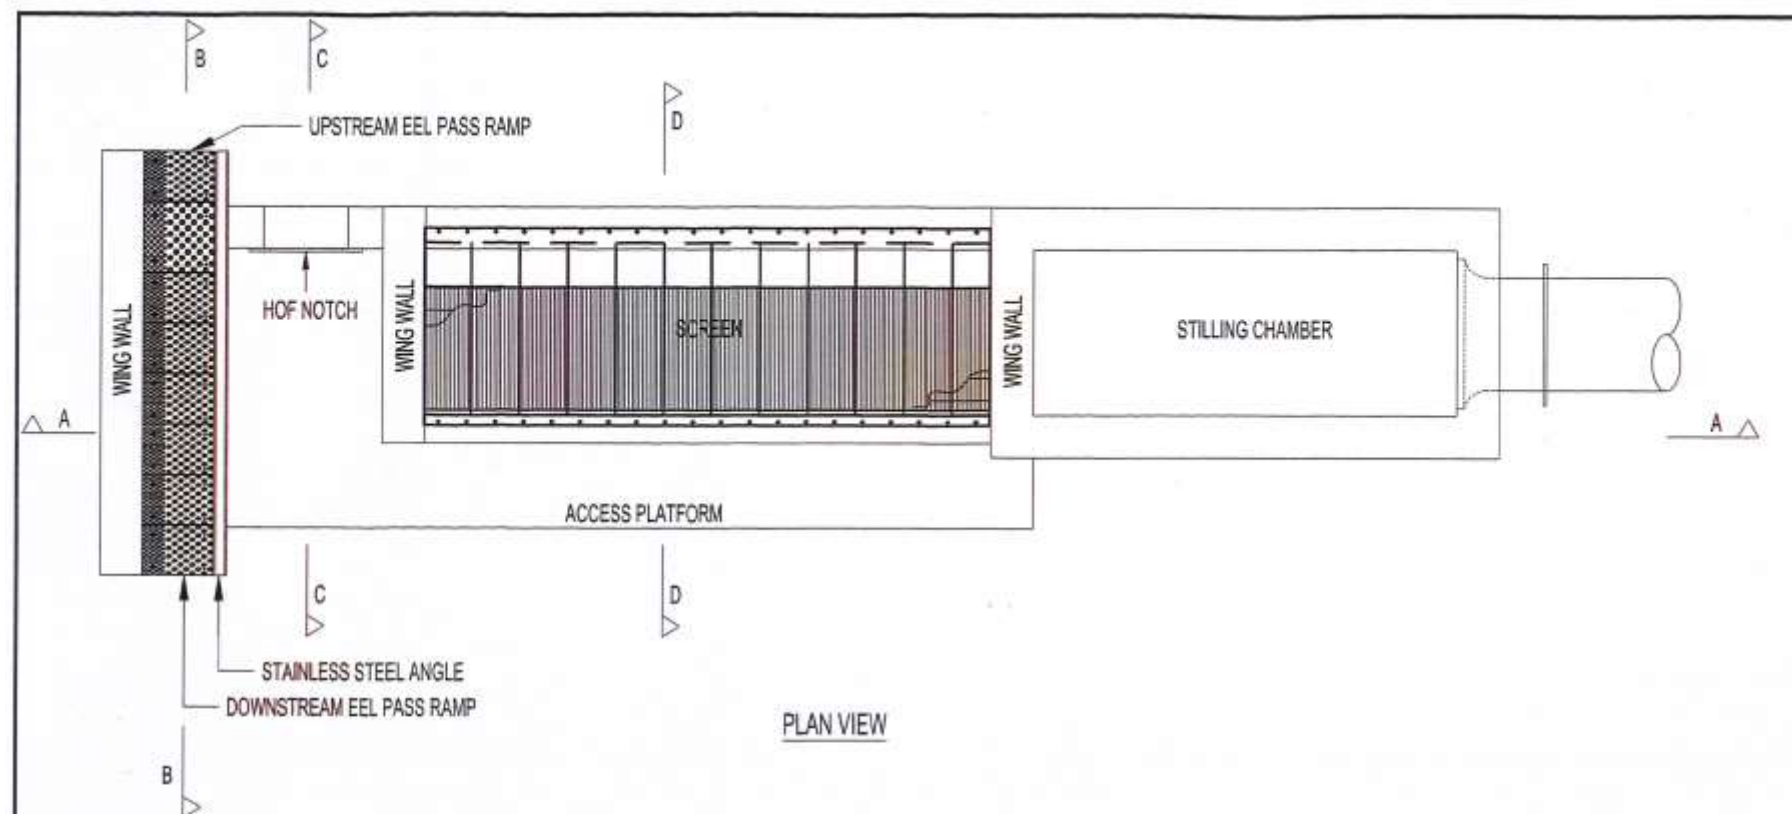 B
C
D
UPSTREAM EEL PASS RAMP
WING WALL
HOF NOTCH
WING WALL
SCREEN
WING WALL
STILLING CHAMBER
A
A
ACCESS PLATFORM
C
D
STAINLESS STEEL ANGLE
DOWNSTREAM EEL PASS RAMP
PLAN VIEW
B